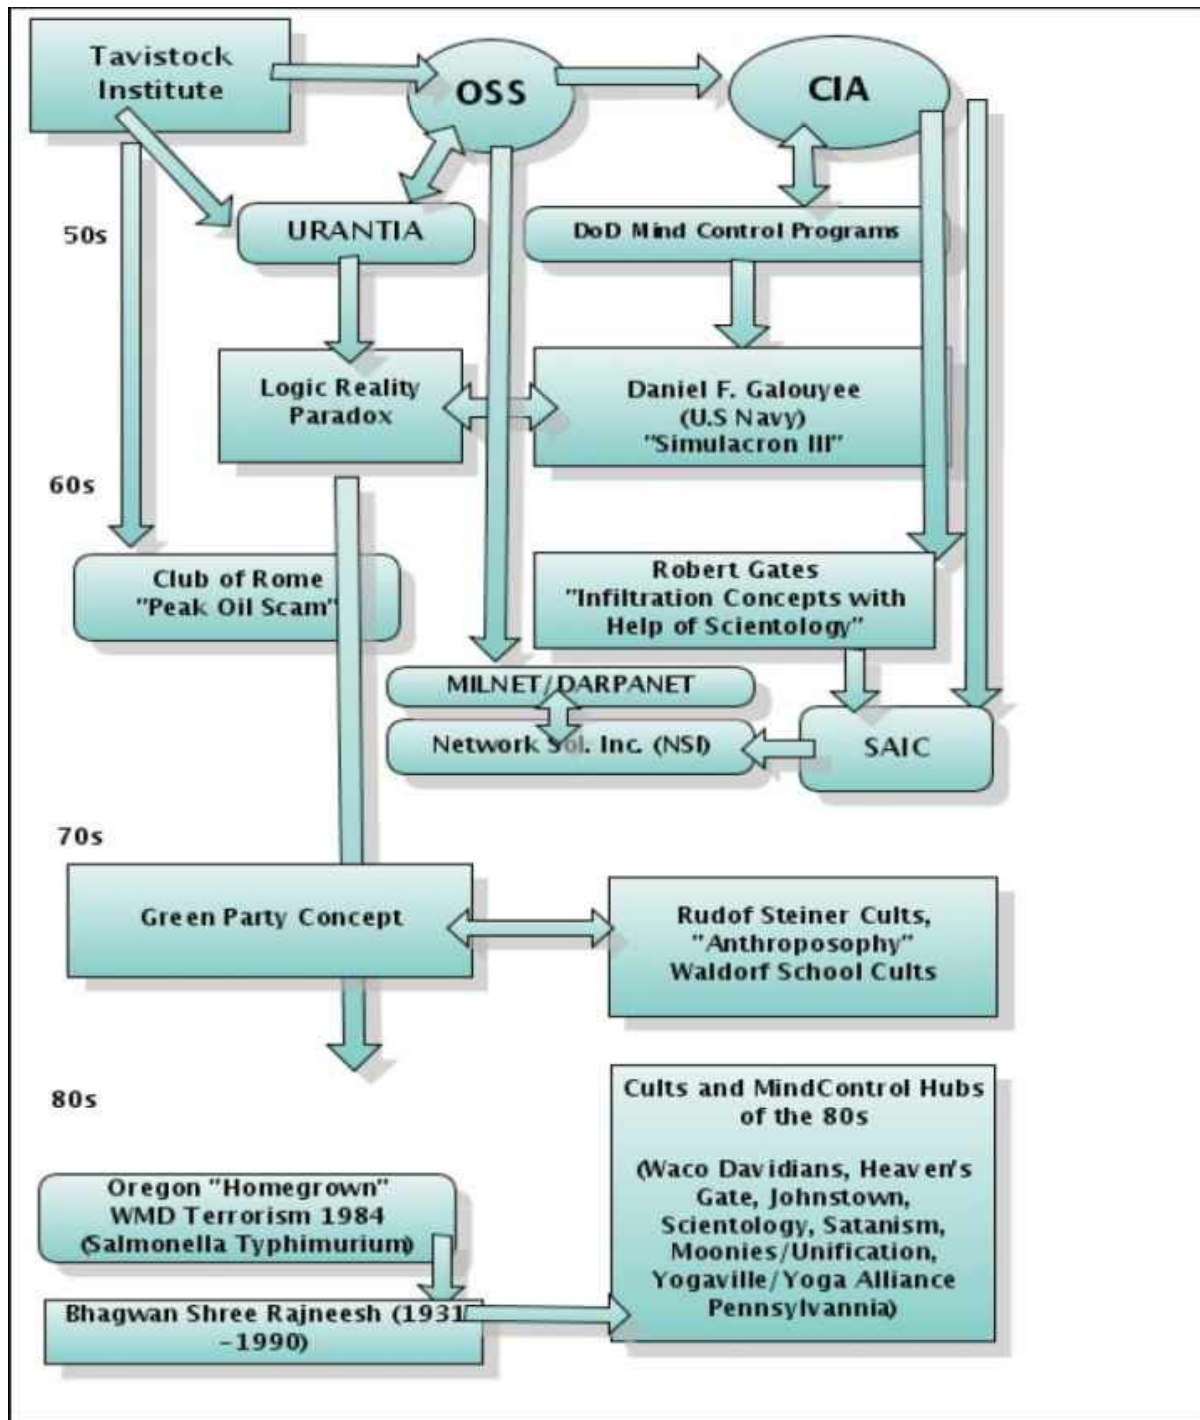 Tavistock
Institute
OSS
CIA
50s
URANTIA
DoD Mind Control Programs
Logic Reality
Paradox
Daniel F. Galouyee
(U.S Navy)
"Simulacron III"
60s
Club of Rome
"Peak Oil Scam"
Robert Gates
"Infiltration Concepts with
Help of Scientology"
MILNET/DARPANET
Network Sol. Inc. (NSI)
SAIC
70s
Green Party Concept
Rudof Steiner Cults,
"Anthroposophy"
Waldorf School Cults
80s
Cults and MindControl Hubs
of the 80s
(Waco Davidians, Heaven's
Gate, Johnstown,
Scientology, Satanism,
Moonies/Unification,
Yogaville/Yoga Alliance
Pennsylvannia)
Oregon "Homegrown"
WMD Terrorism 1984
(Salmonella Typhimurium)
Bhagwan Shree Rajneesh (1931
-1990)